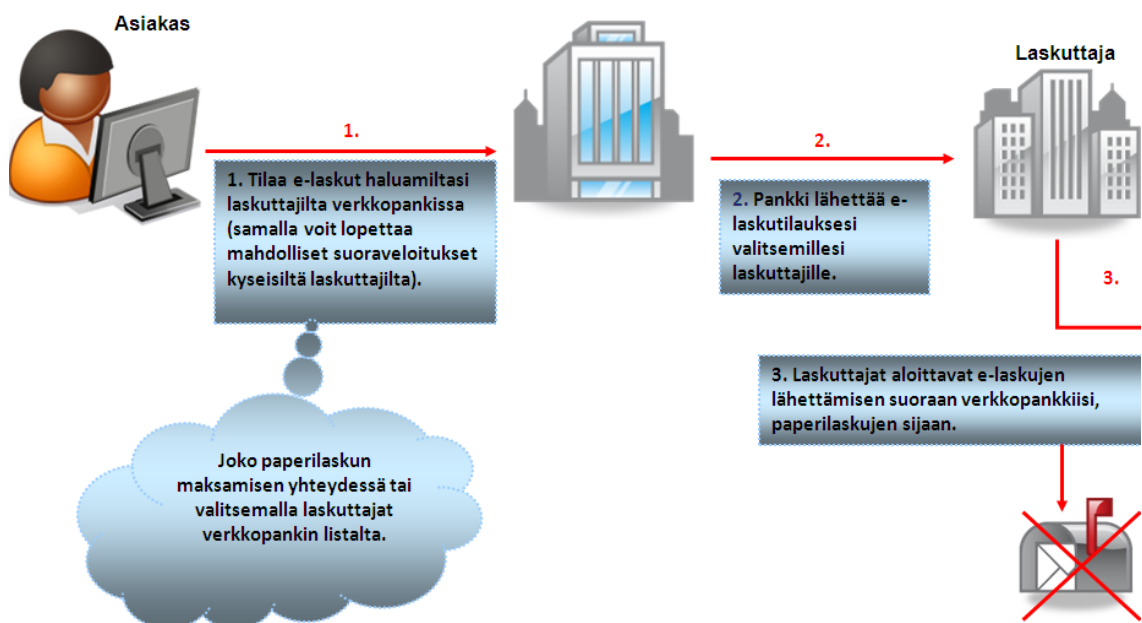 Asiakas
Laskuttaja
1.
2.
1. Tilaa e-laskut haluamiltasi
laskuttajilta verkkopankissa
(samalla voit lopettaa
mahdolliset suoraveloitukset
kyseisiltä laskuttajilta).
2. Pankki lähettää e-
laskutilauksesi
valitsemillesi
laskuttajille.
3.
3. Laskuttajat aloittavat e-laskujen
lähettämisen suoraan verkkopankkiisi,
paperilaskujen sijaan.
Joko paperilaskun
maksamisen yhteydessä tai
valitsemalla laskuttajat
verkkopankin listalta.